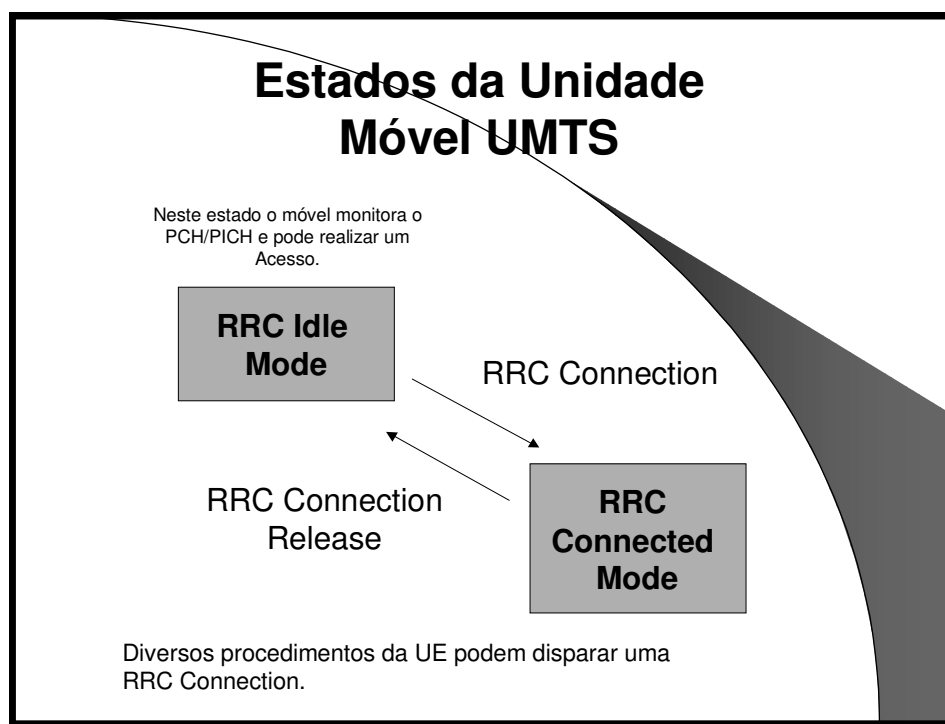 Estados da Unidade
Móvel UMTS
Neste estado o móvel monitora o
PCH/PICH e pode realizar um
Acesso.
RRC Idle
Mode
RRC Connection
RRC Connection
Release
RRC
Connected
Mode
Diversos procedimentos da UE podem disparar uma
RRC Connection.